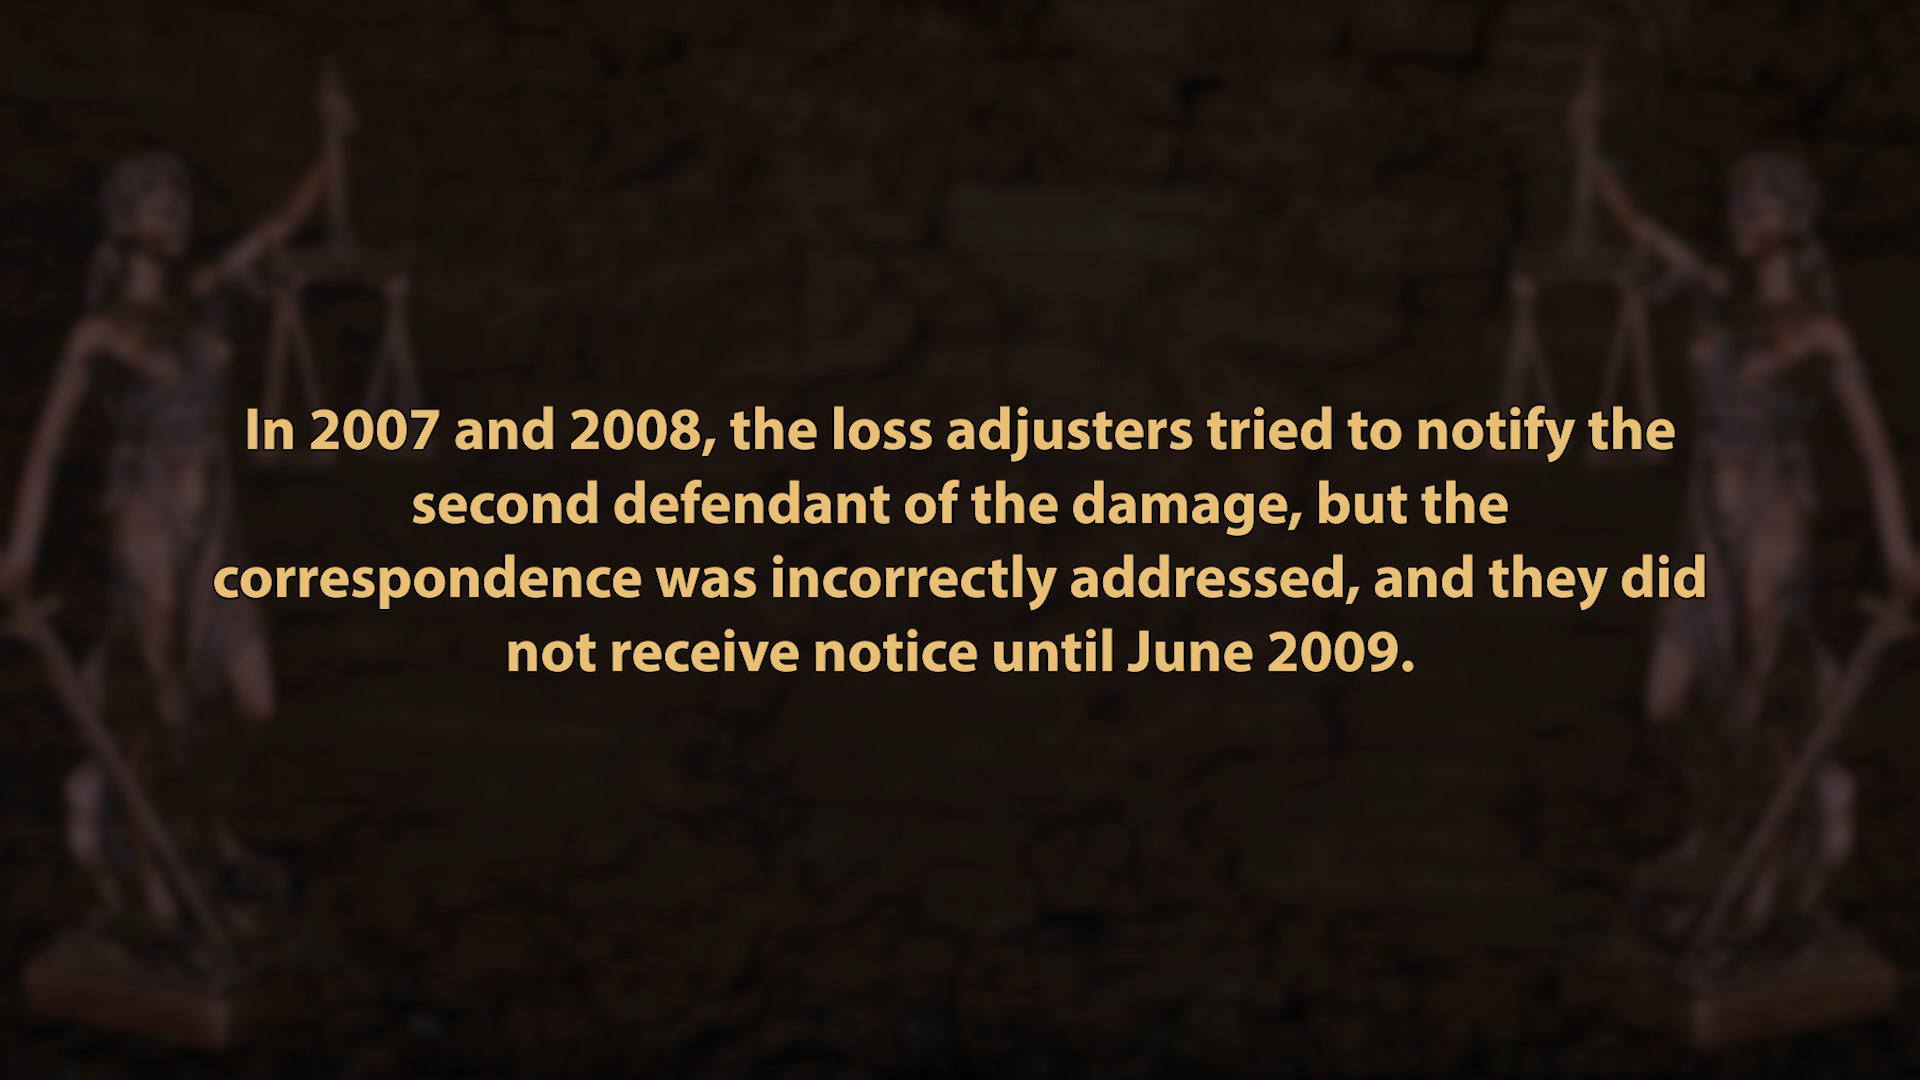 In 2007 and 2008, the loss adjusters tried to notify the
second defendant of the damage, but the
correspondence was incorrectly addressed, and they did
not receive notice until June 2009.